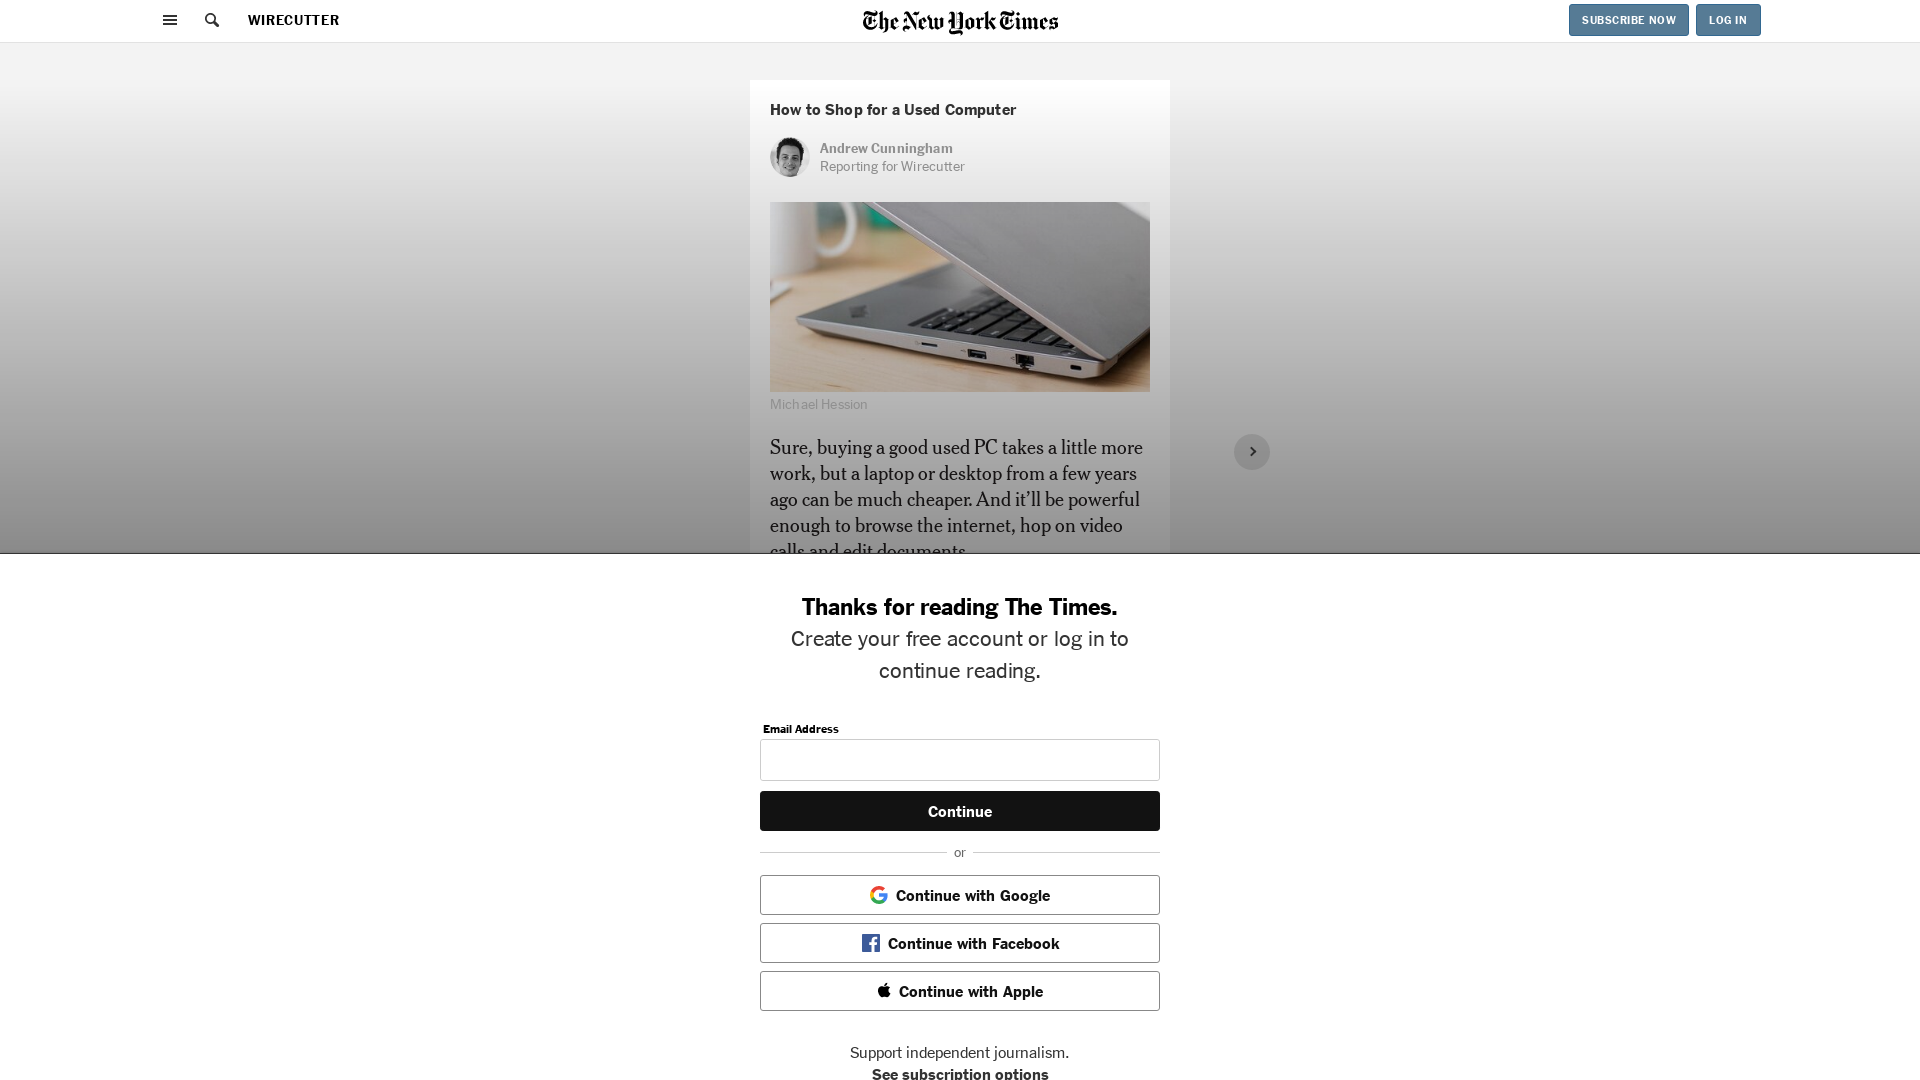 WIRECUTTER
The New York Times
SUBSCRIBE NOW
LOG IN
How to Shop for a Used Computer
Andrew Cunningham
Reporting for Wirecutter
Michael Hession
Sure, buying a good used PC takes a little more
work, but a laptop or desktop from a few years
ago can be much cheaper. And it’ll be powerful
enough to browse the internet, hop on video
calls and edit documents.
Thanks for reading The Times.
Create your free account or log in to
continue reading.
Email Address
Continue
or
Continue with Google
Continue with Facebook
Continue with Apple
Support independent journalism.
See subscription options